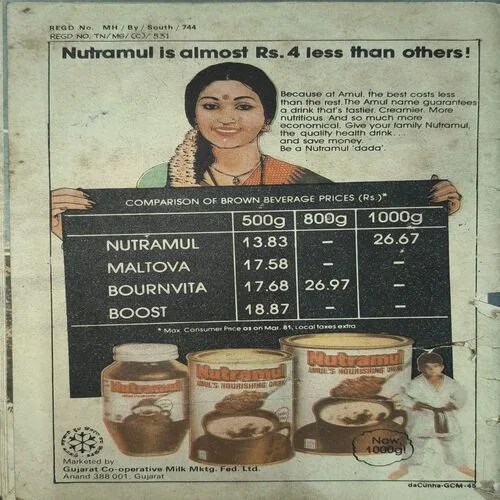 REGD No. MH / By / South / 744
REGD NO. TN/MS/(C)/531
Nutramul is almost Rs. 4 less than others!
Because at Amul, the best costs less
than the rest. The Amul name guarantees
a drink that's tastier. Creamier. More
nutritious. And so much more
economical. Give your family Nutramul,
the quality health drink...
and save money.
Be a Nutramul 'dada'.
COMPARISON OF BROWN BEVERAGE PRICES (Rs.)*
500g 800g 1000g
NUTRAMUL 13.83 – 26.67
MALTOVA 17.58 – –
BOURNVITA 17.68 26.97 –
BOOST 18.87 – –
* Max. Consumer Price as on Mar. 81, Local taxes extra
Nutramul
Nutramul
AMUL'S NOURISHING DRINK
Nutramul
AMUL'S NOURISHING DRINK
Now,
1000g!
Marketed by
Gujarat Co-operative Milk Mktg. Fed. Ltd.
Anand 388 001, Gujarat
daCunha-GCM-45